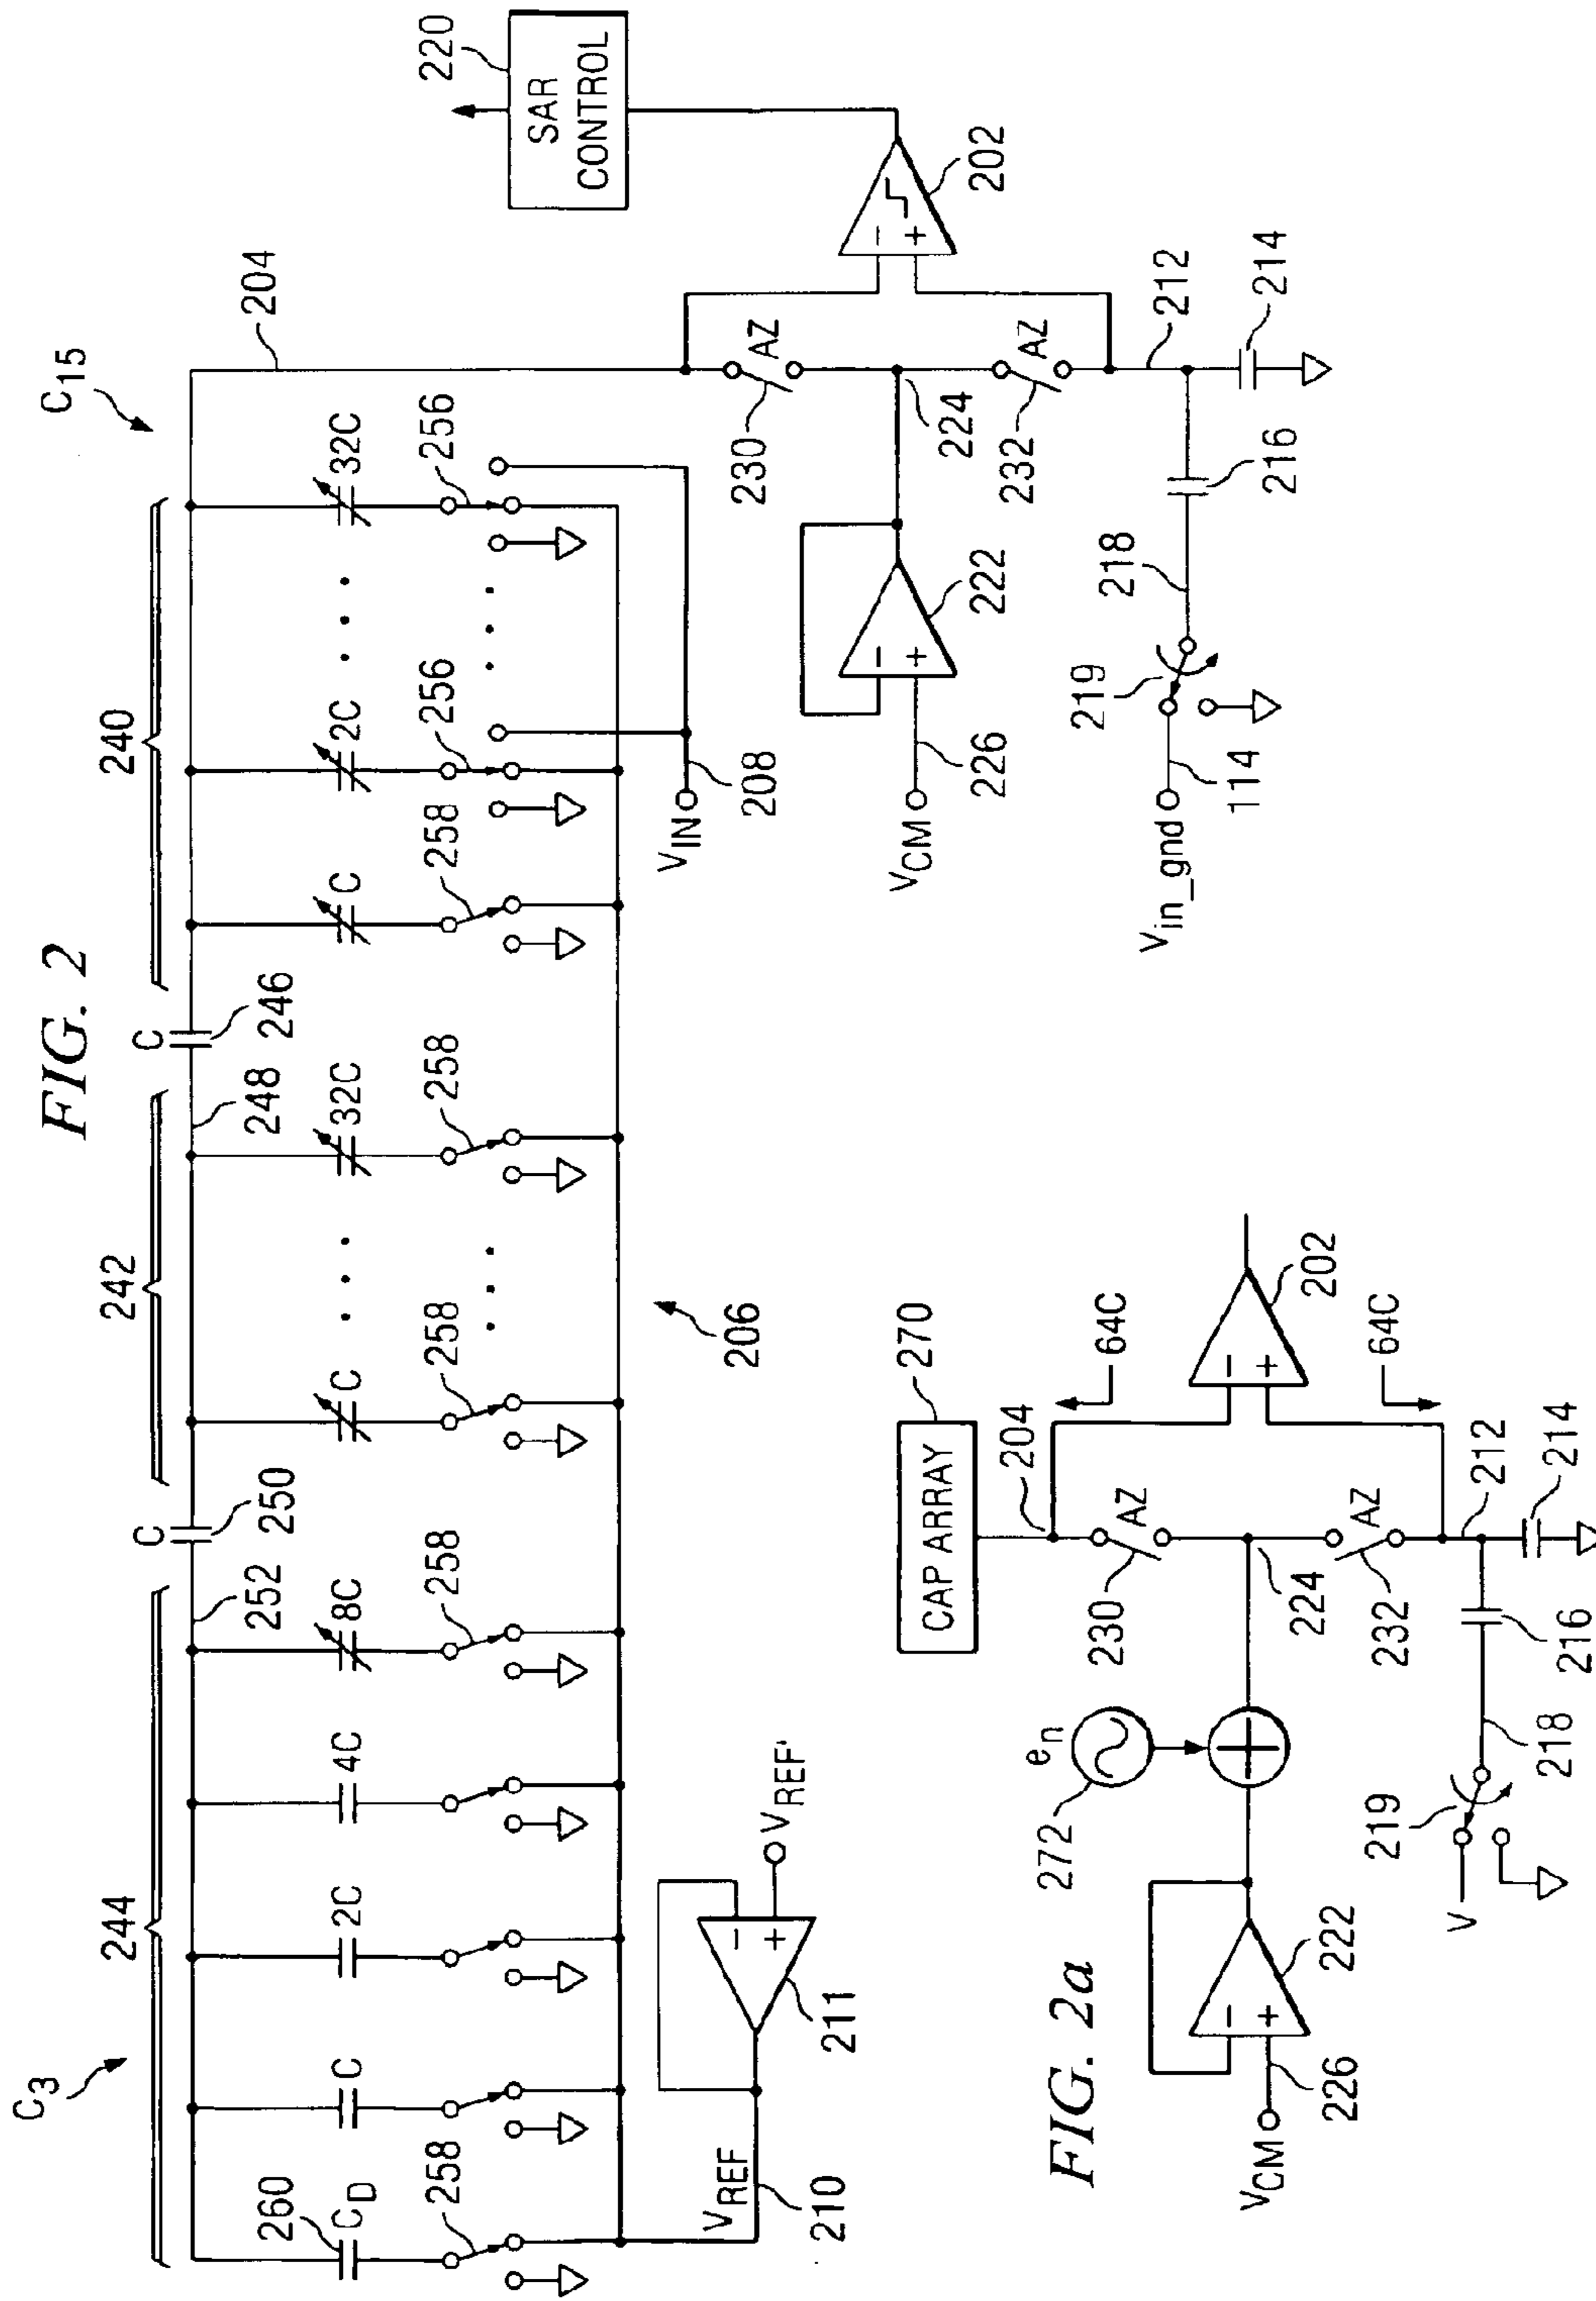 FIG. 2
C3
C15
244
242
240
C
250
C
246
252
248
204
260
CD
C
2C
4C
8C
C
32C
C
2C
32C
258
258
258
258
258
256
256
206
VREF
210
211
VREF'
VIN
208
230
AZ
224
232
AZ
−
+
202
SAR
CONTROL
220
VCM
226
−
+
222
−
+
Vin_gnd
114
219
218
216
212
214
FIG. 2a
CAP ARRAY
270
204
64C
64C
en
272
230
AZ
224
232
AZ
−
+
202
VCM
226
−
+
222
V
219
218
216
212
214